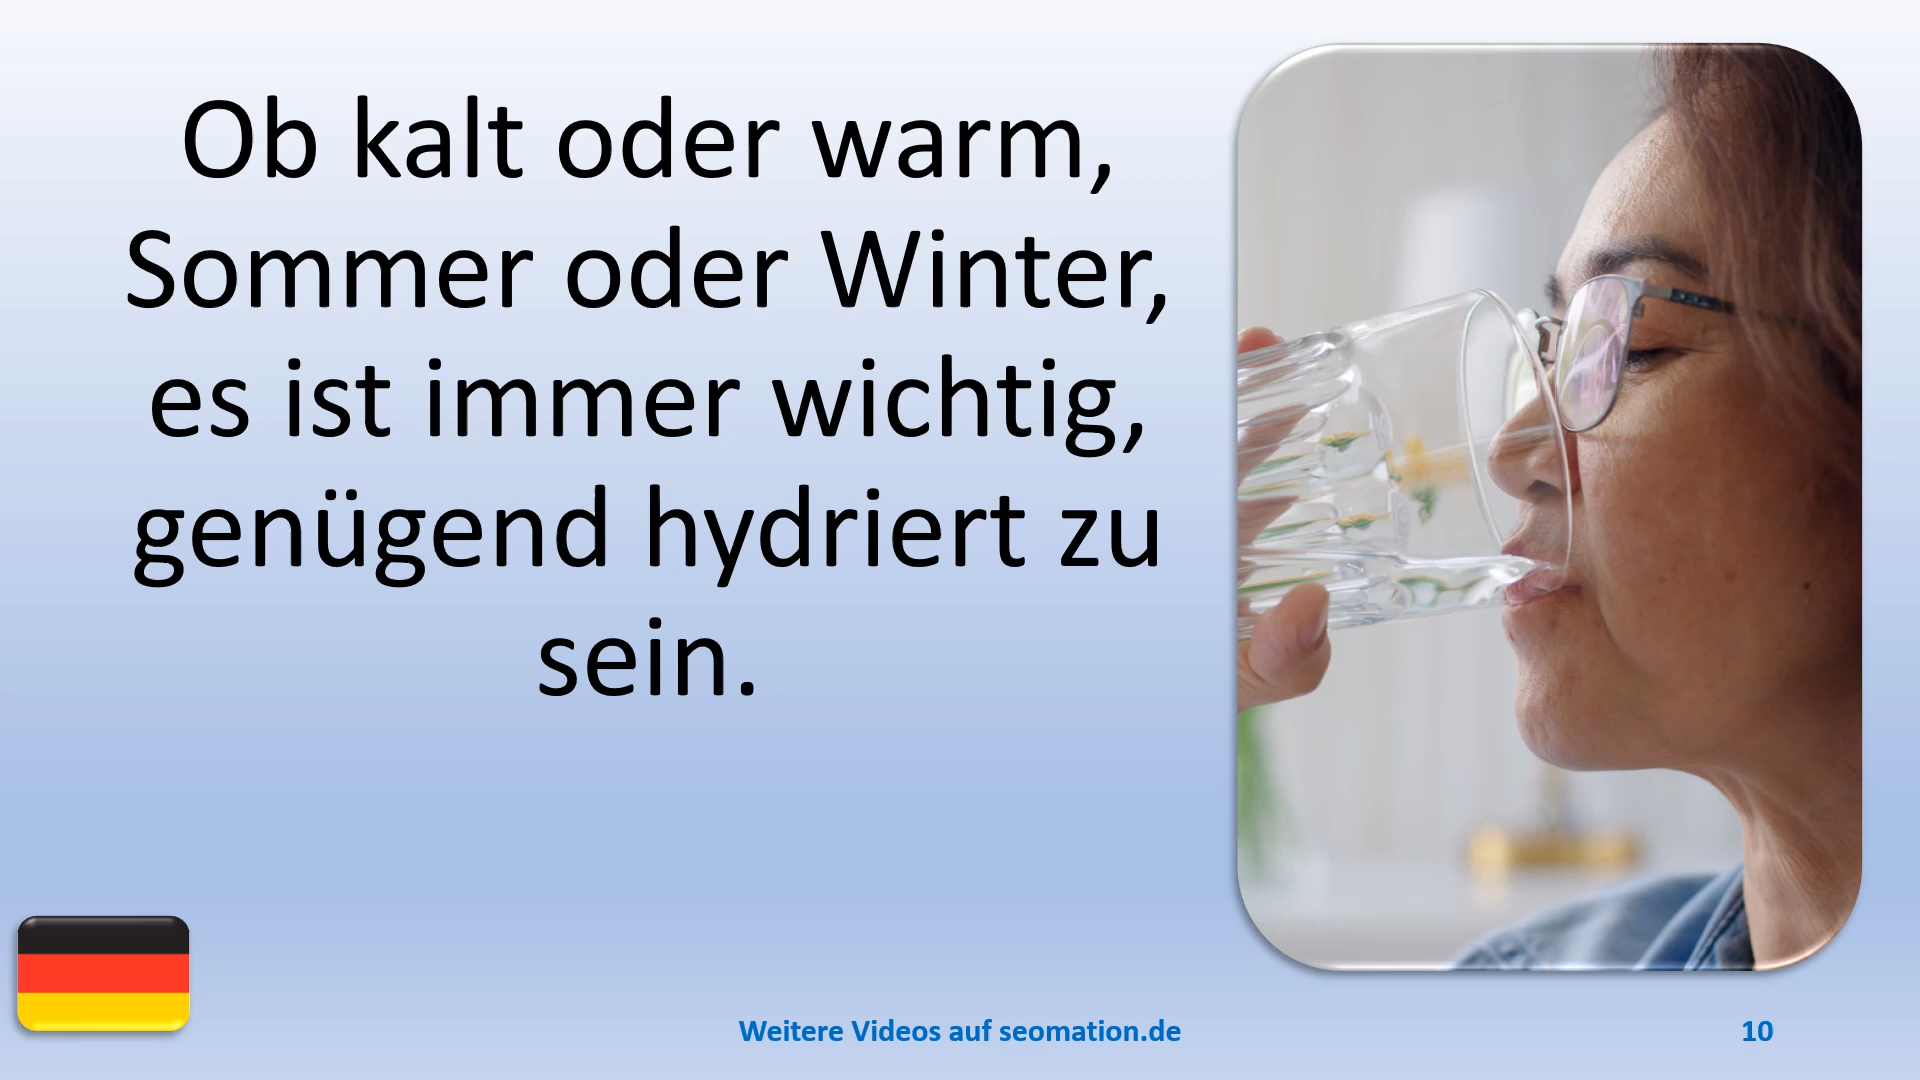 Ob kalt oder warm,
Sommer oder Winter,
es ist immer wichtig,
genügend hydriert zu
sein.
Weitere Videos auf seomation.de
10